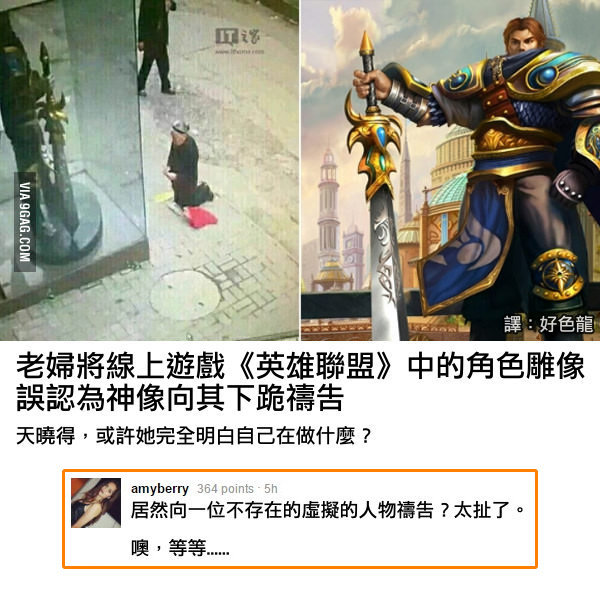 IT之家
www.ithome.com
VIA 9GAG.COM
譯：好色龍
老婦將線上遊戲《英雄聯盟》中的角色雕像
誤認為神像向其下跪禱告
天曉得，或許她完全明白自己在做什麼？
amyberry 364 points · 5h
居然向一位不存在的虛擬的人物禱告？太扯了。
噢，等等......